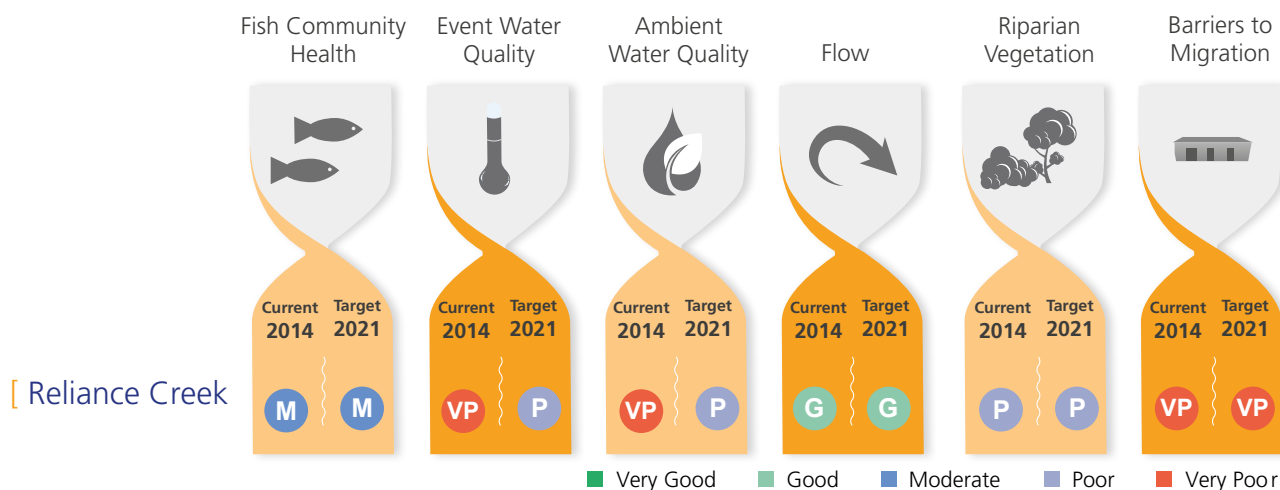 Fish Community
Health
Event Water
Quality
Ambient
Water Quality
Flow
Riparian
Vegetation
Barriers to
Migration
Current Target
2014 2021
Current Target
2014 2021
Current Target
2014 2021
Current Target
2014 2021
Current Target
2014 2021
Current Target
2014 2021
[ Reliance Creek
M M
VP P
VP P
G G
P P
VP VP
Very Good Good Moderate Poor Very Poor